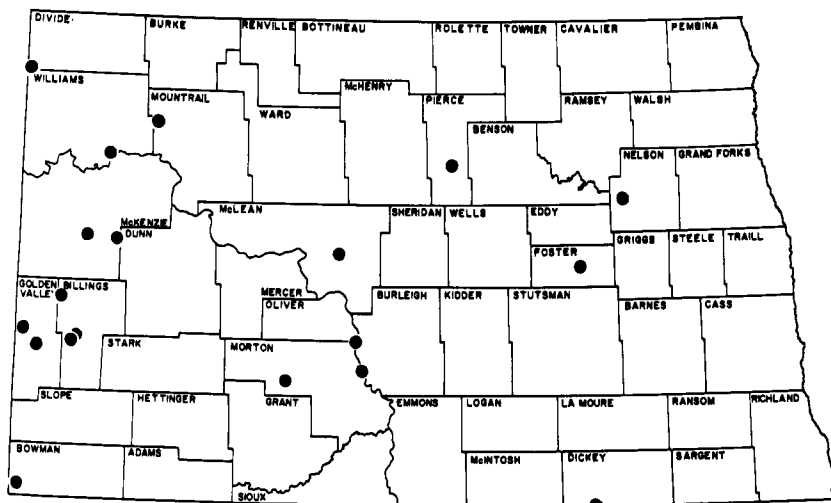 DIVIDE
BURKE
RENVILLE
BOTTINEAU
ROLETTE
TOWNER
CAVALIER
PEMBINA
WILLIAMS
MOUNTRAIL
WARD
McHENRY
PIERCE
BENSON
RAMSEY
WALSH
NELSON
GRAND FORKS
McKENZIE
DUNN
McLEAN
SHERIDAN
WELLS
EDDY
FOSTER
GRIGGS
STEELE
TRAILL
GOLDEN
VALLEY
BILLINGS
MERCER
OLIVER
BURLEIGH
KIDDER
STUTSMAN
BARNES
CASS
STARK
MORTON
SLOPE
HETTINGER
GRANT
EMMONS
LOGAN
LA MOURE
RANSOM
RICHLAND
BOWMAN
ADAMS
SIOUX
McINTOSH
DICKEY
SARGENT